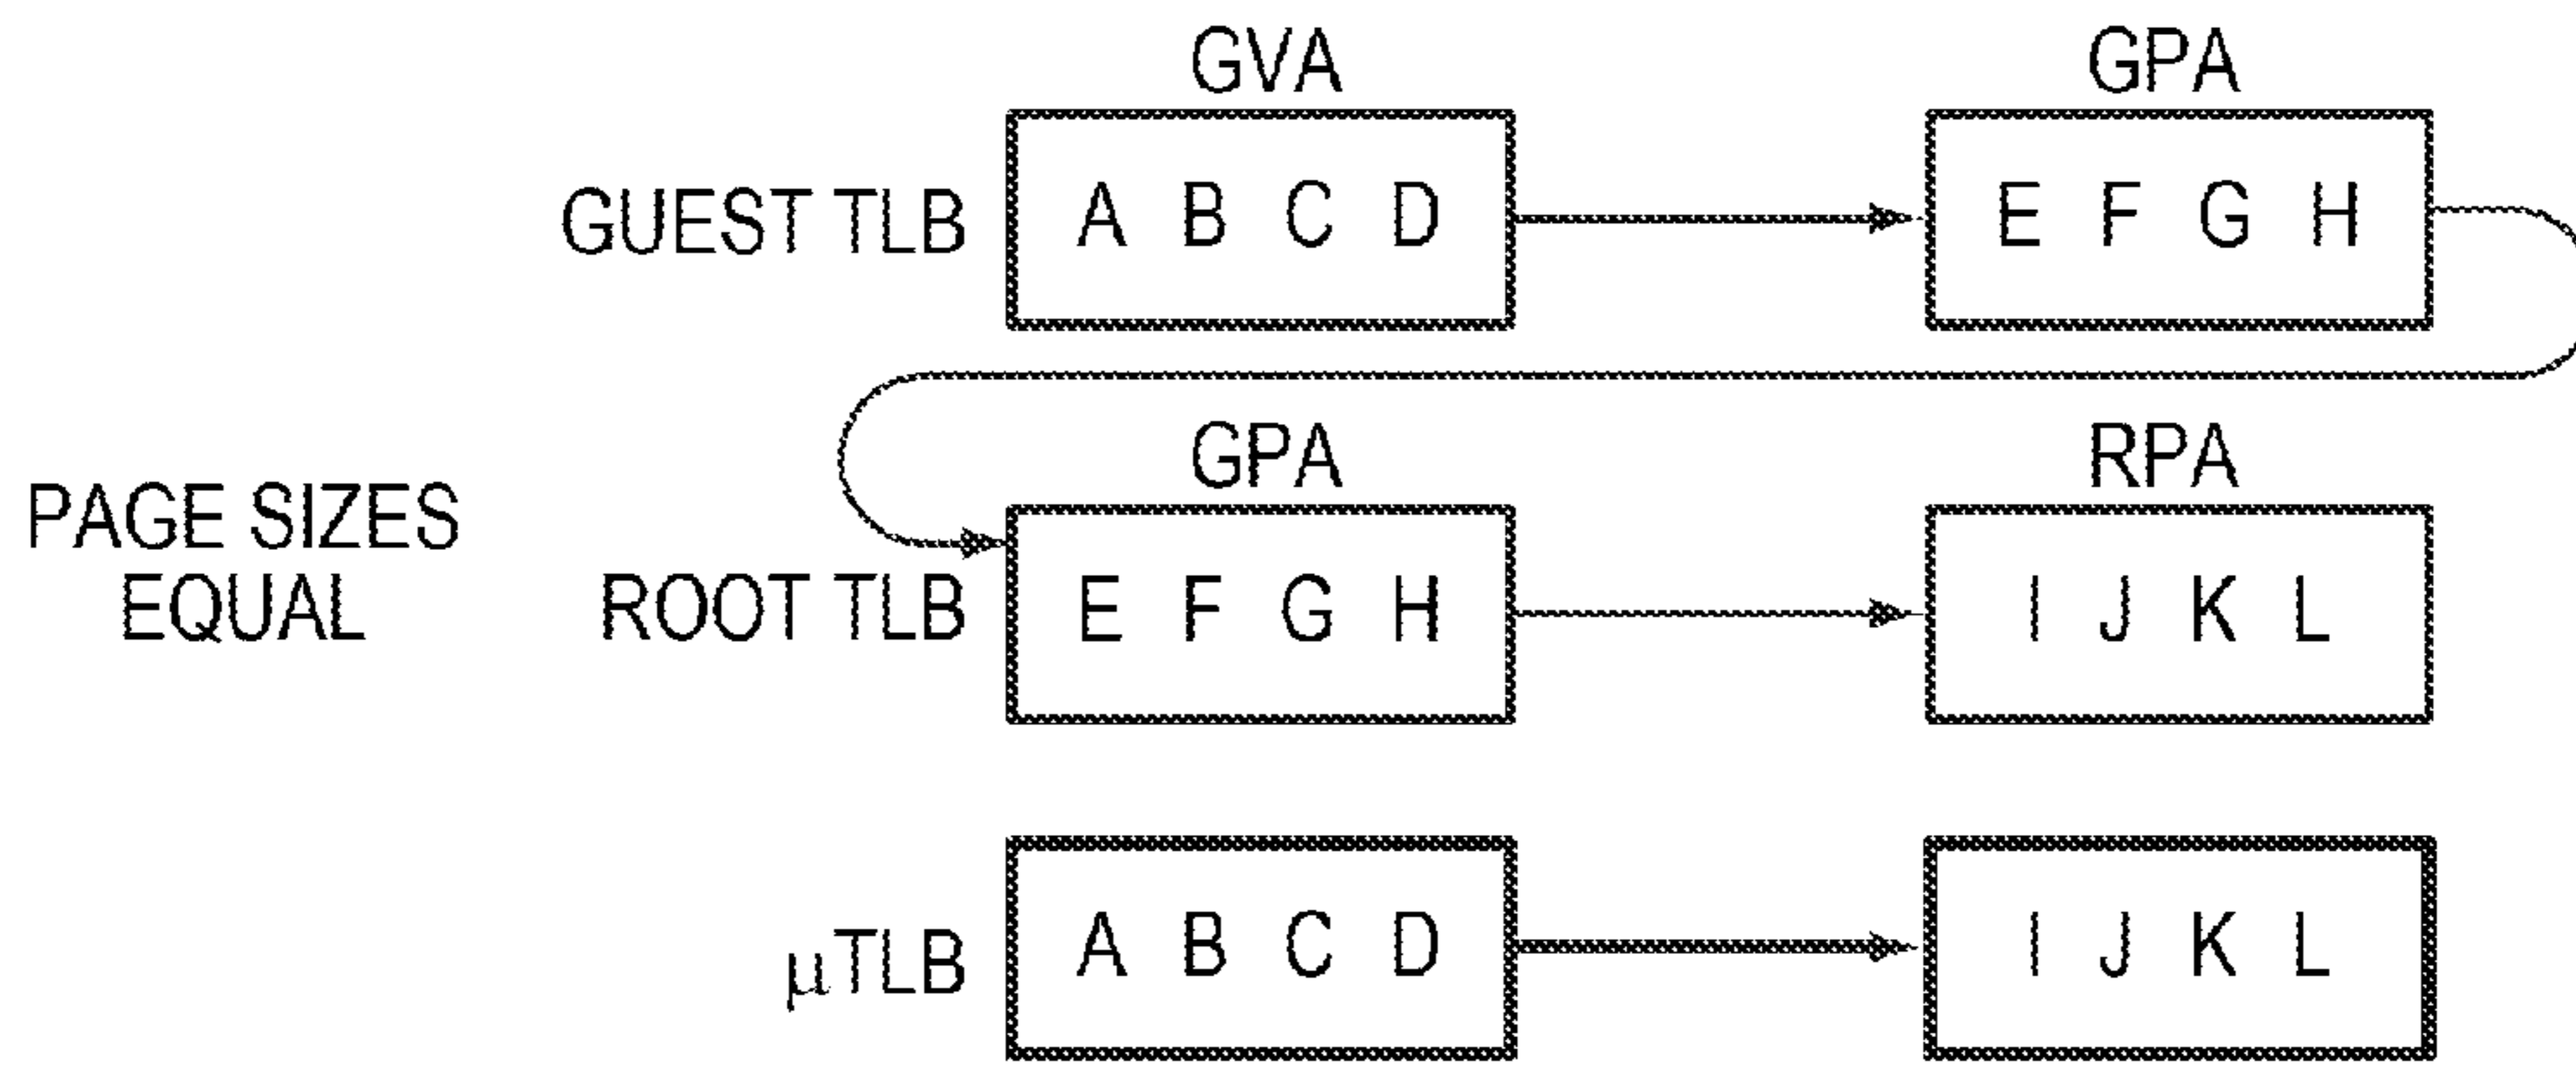 GVA GPA
GUEST TLB A B C D E F G H
GPA RPA
PAGE SIZES
EQUAL
ROOT TLB E F G H I J K L
μTLB A B C D I J K L